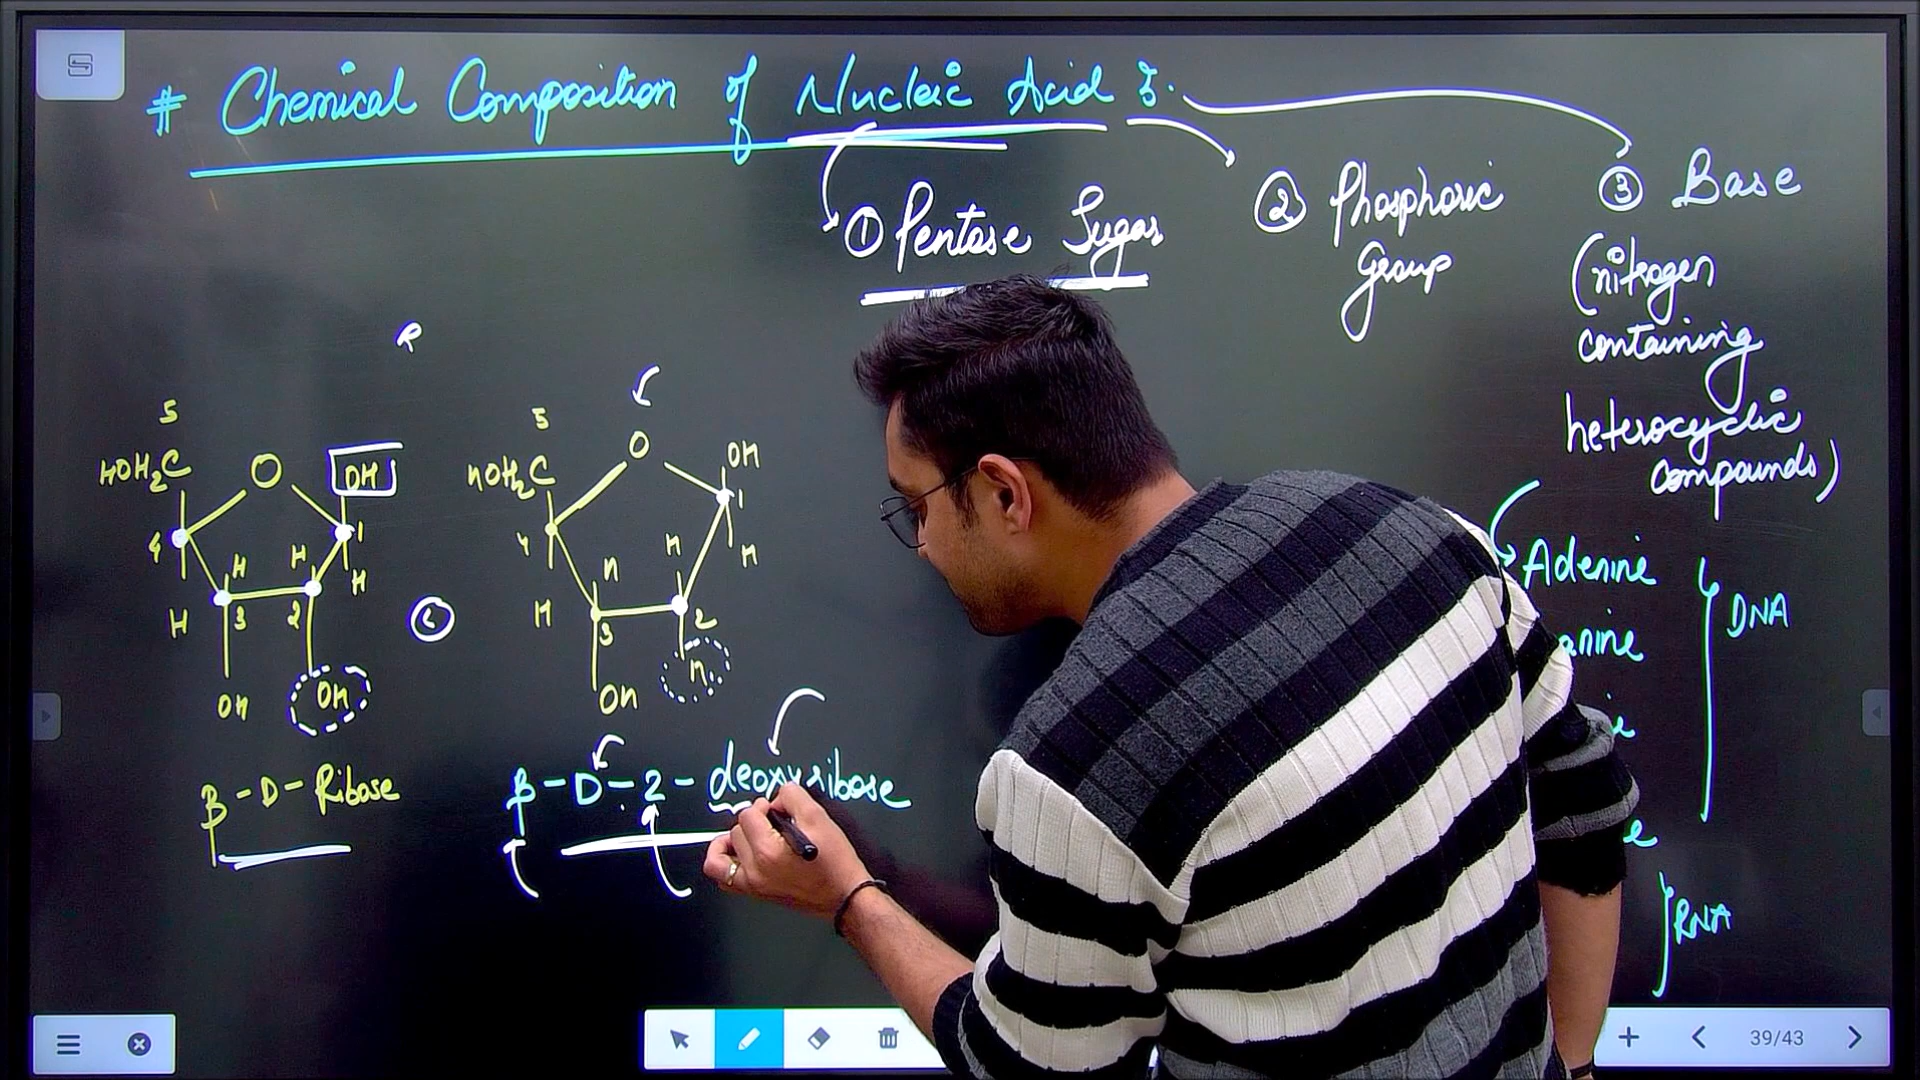 # Chemical Composition of Nucleic Acid :
① Pentose Sugar
② Phosphoric
Group
③ Base
(nitrogen
containing
heterocyclic
compounds)
Adenine
anine
DNA
RNA
5
HOH₂C
O
OH
4
1
H
H
H
H
3
2
OH
OH
β-D-Ribose
5
HOH₂C
O
OH
4
1
H
H
H
H
3
2
OH
H
β-D-2-deoxyribose
39/43